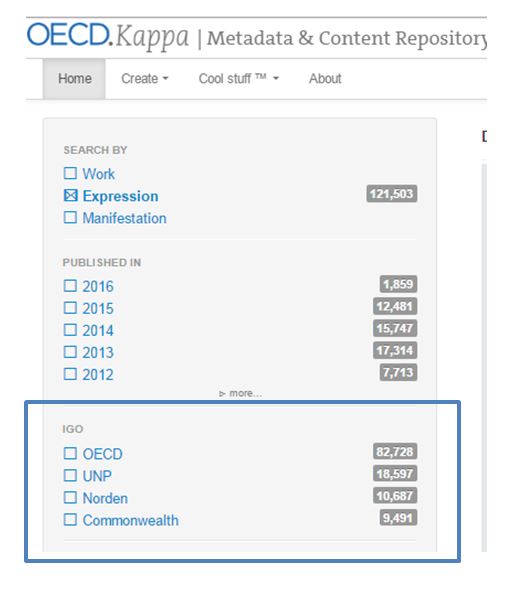 OECD.Kappa | Metadata & Content Repository
Home Create Cool stuff ™ About
SEARCH BY
Work
Expression 121,503
Manifestation
PUBLISHED IN
2016 1,859
2015 12,481
2014 15,747
2013 17,314
2012 7,713
more...
IGO
OECD 82,728
UNP 18,597
Norden 10,687
Commonwealth 9,491